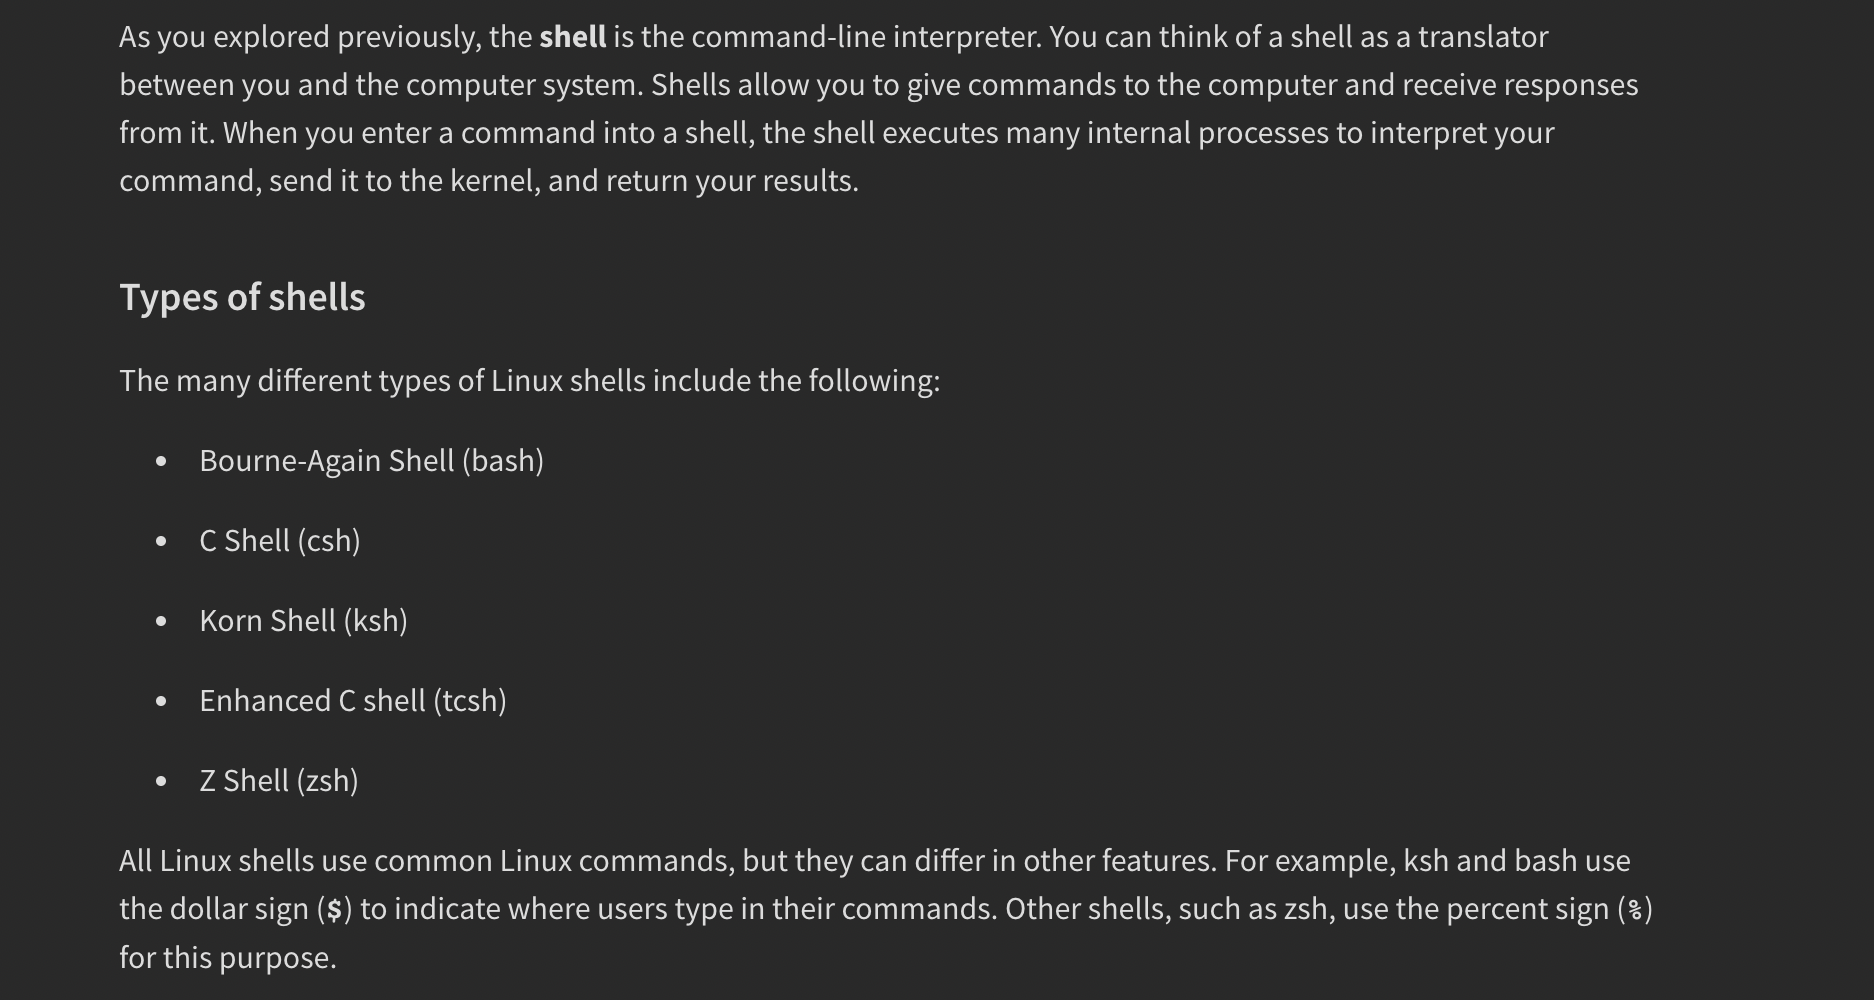 As you explored previously, the shell is the command-line interpreter. You can think of a shell as a translator
between you and the computer system. Shells allow you to give commands to the computer and receive responses
from it. When you enter a command into a shell, the shell executes many internal processes to interpret your
command, send it to the kernel, and return your results.
Types of shells
The many different types of Linux shells include the following:
• Bourne-Again Shell (bash)
• C Shell (csh)
• Korn Shell (ksh)
• Enhanced C shell (tcsh)
• Z Shell (zsh)
All Linux shells use common Linux commands, but they can differ in other features. For example, ksh and bash use
the dollar sign ($) to indicate where users type in their commands. Other shells, such as zsh, use the percent sign (%)
for this purpose.